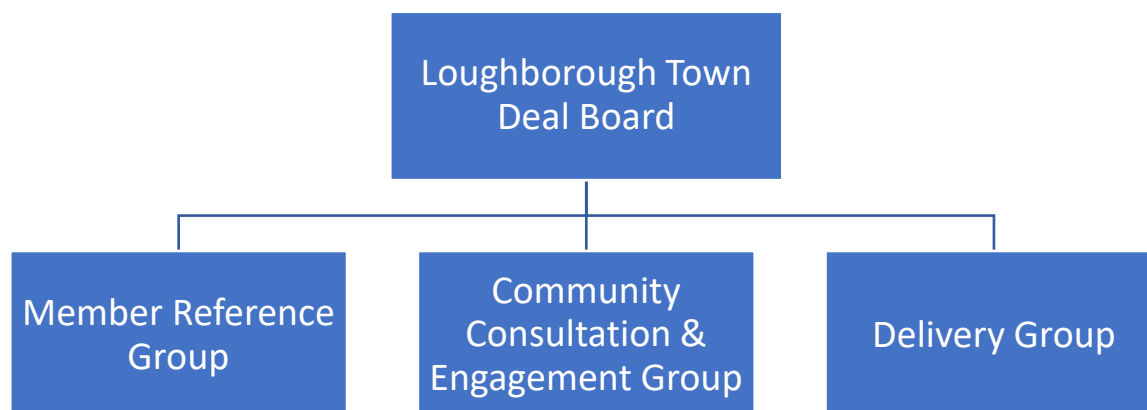 Loughborough Town
Deal Board
Member Reference
Group
Community
Consultation &
Engagement Group
Delivery Group